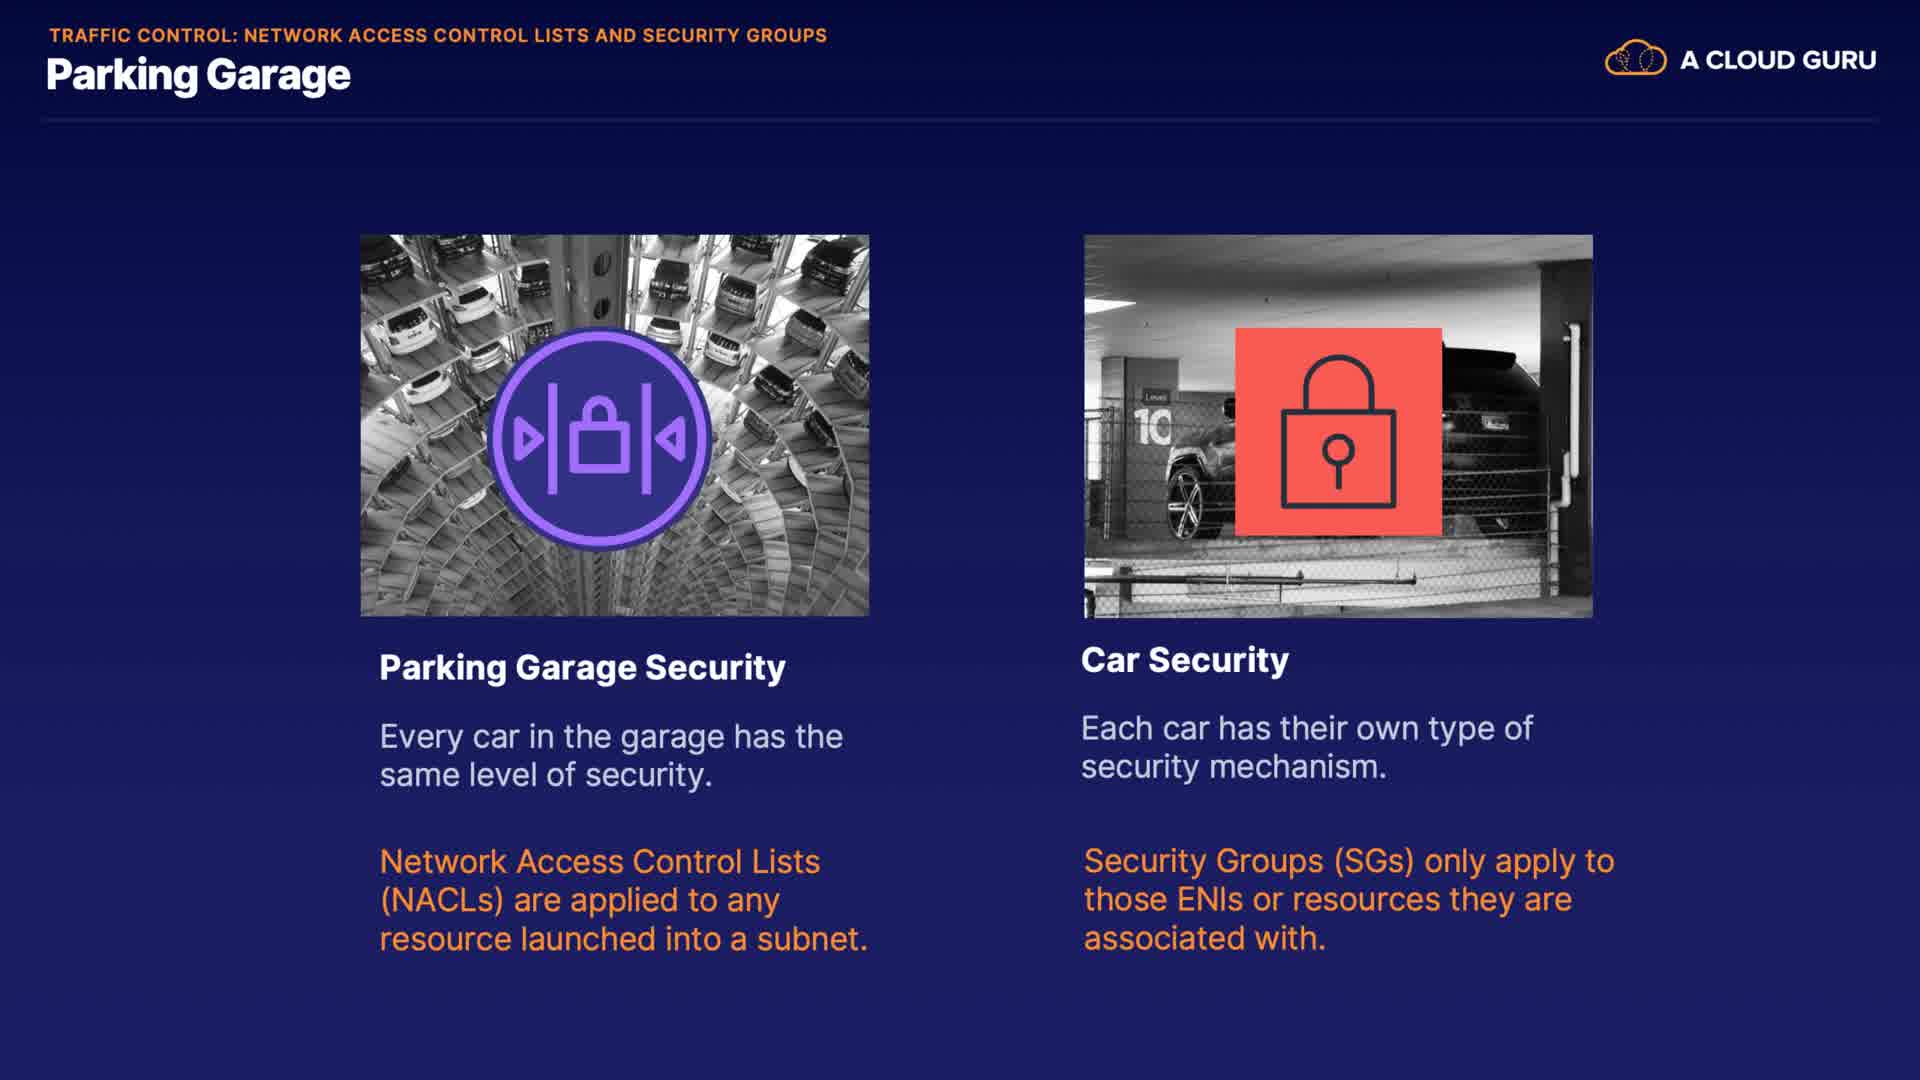 TRAFFIC CONTROL: NETWORK ACCESS CONTROL LISTS AND SECURITY GROUPS
Parking Garage
A CLOUD GURU
Level
10
Parking Garage Security
Every car in the garage has the
same level of security.
Network Access Control Lists
(NACLs) are applied to any
resource launched into a subnet.
Car Security
Each car has their own type of
security mechanism.
Security Groups (SGs) only apply to
those ENIs or resources they are
associated with.